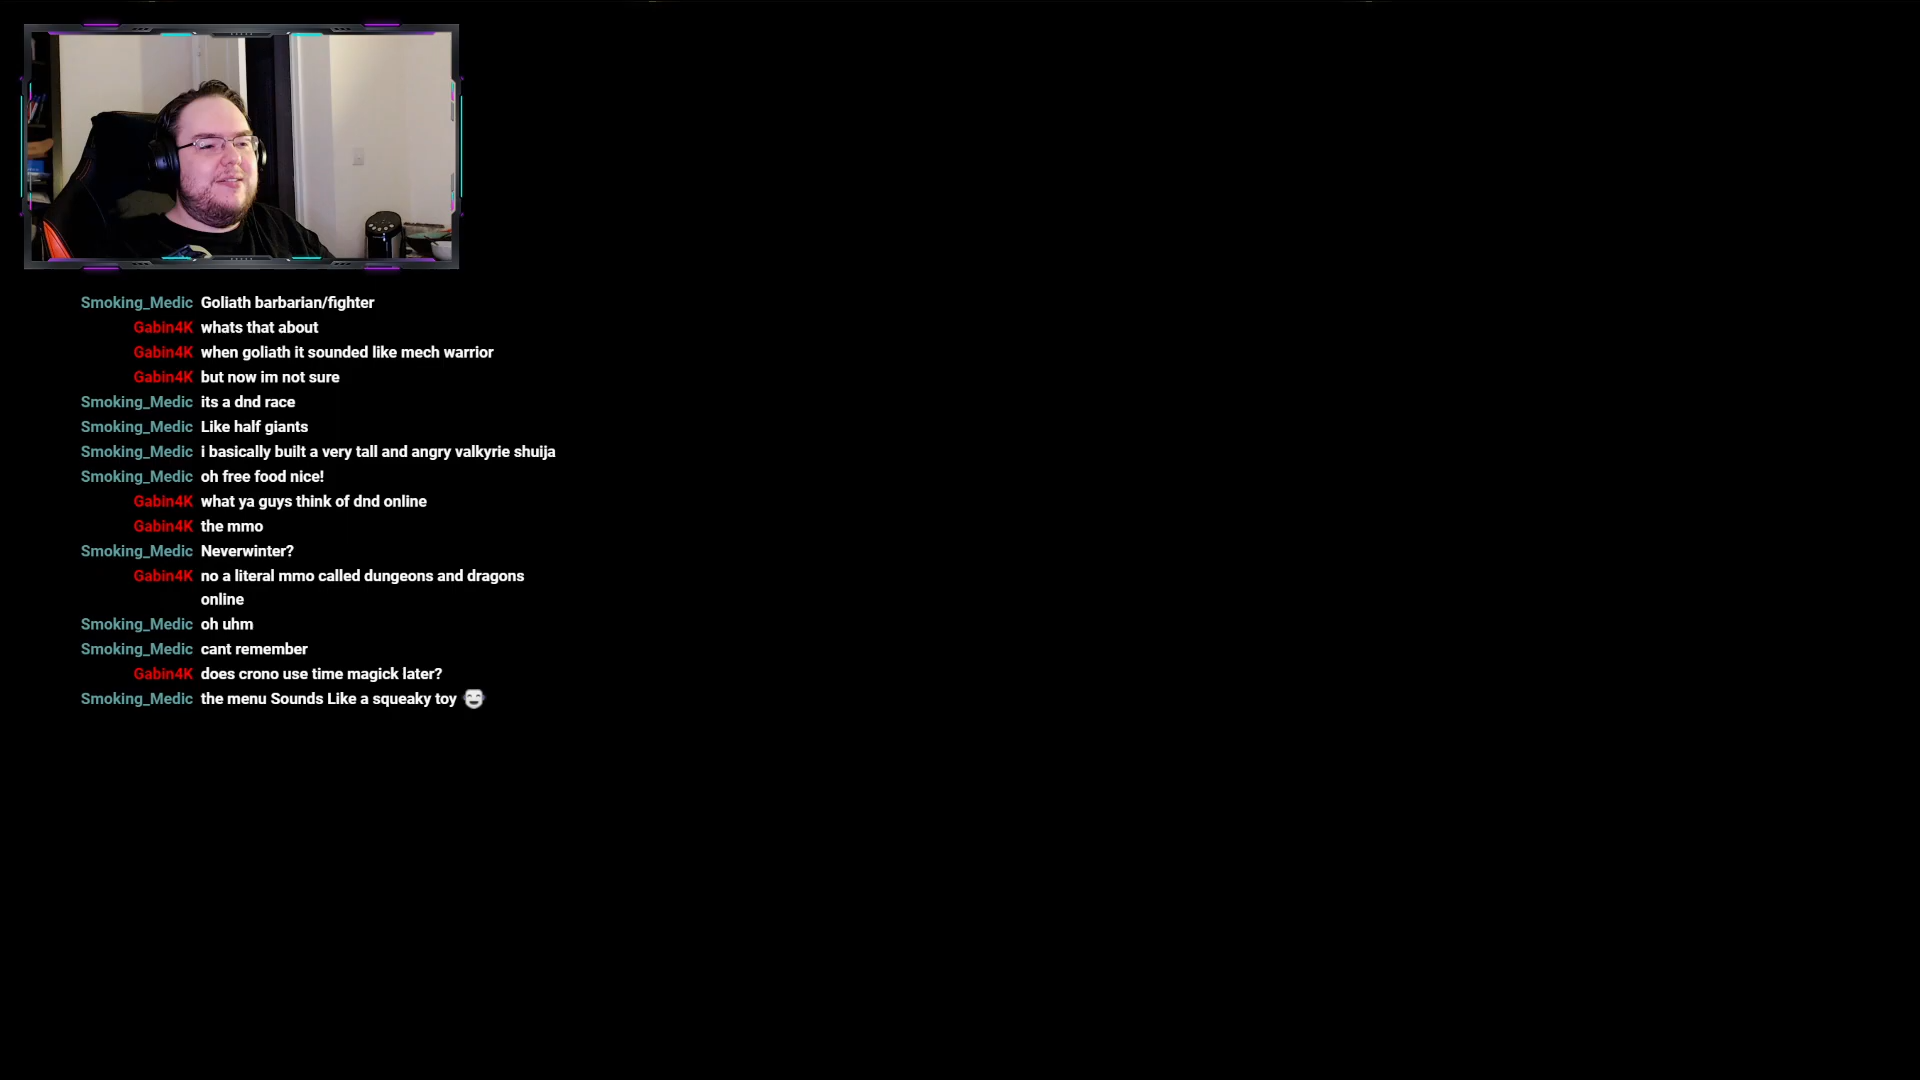 Smoking_Medic Goliath barbarian/fighter
Gabin4K whats that about
Gabin4K when goliath it sounded like mech warrior
Gabin4K but now im not sure
Smoking_Medic its a dnd race
Smoking_Medic Like half giants
Smoking_Medic i basically built a very tall and angry valkyrie shuija
Smoking_Medic oh free food nice!
Gabin4K what ya guys think of dnd online
Gabin4K the mmo
Smoking_Medic Neverwinter?
Gabin4K no a literal mmo called dungeons and dragons
online
Smoking_Medic oh uhm
Smoking_Medic cant remember
Gabin4K does crono use time magick later?
Smoking_Medic the menu Sounds Like a squeaky toy